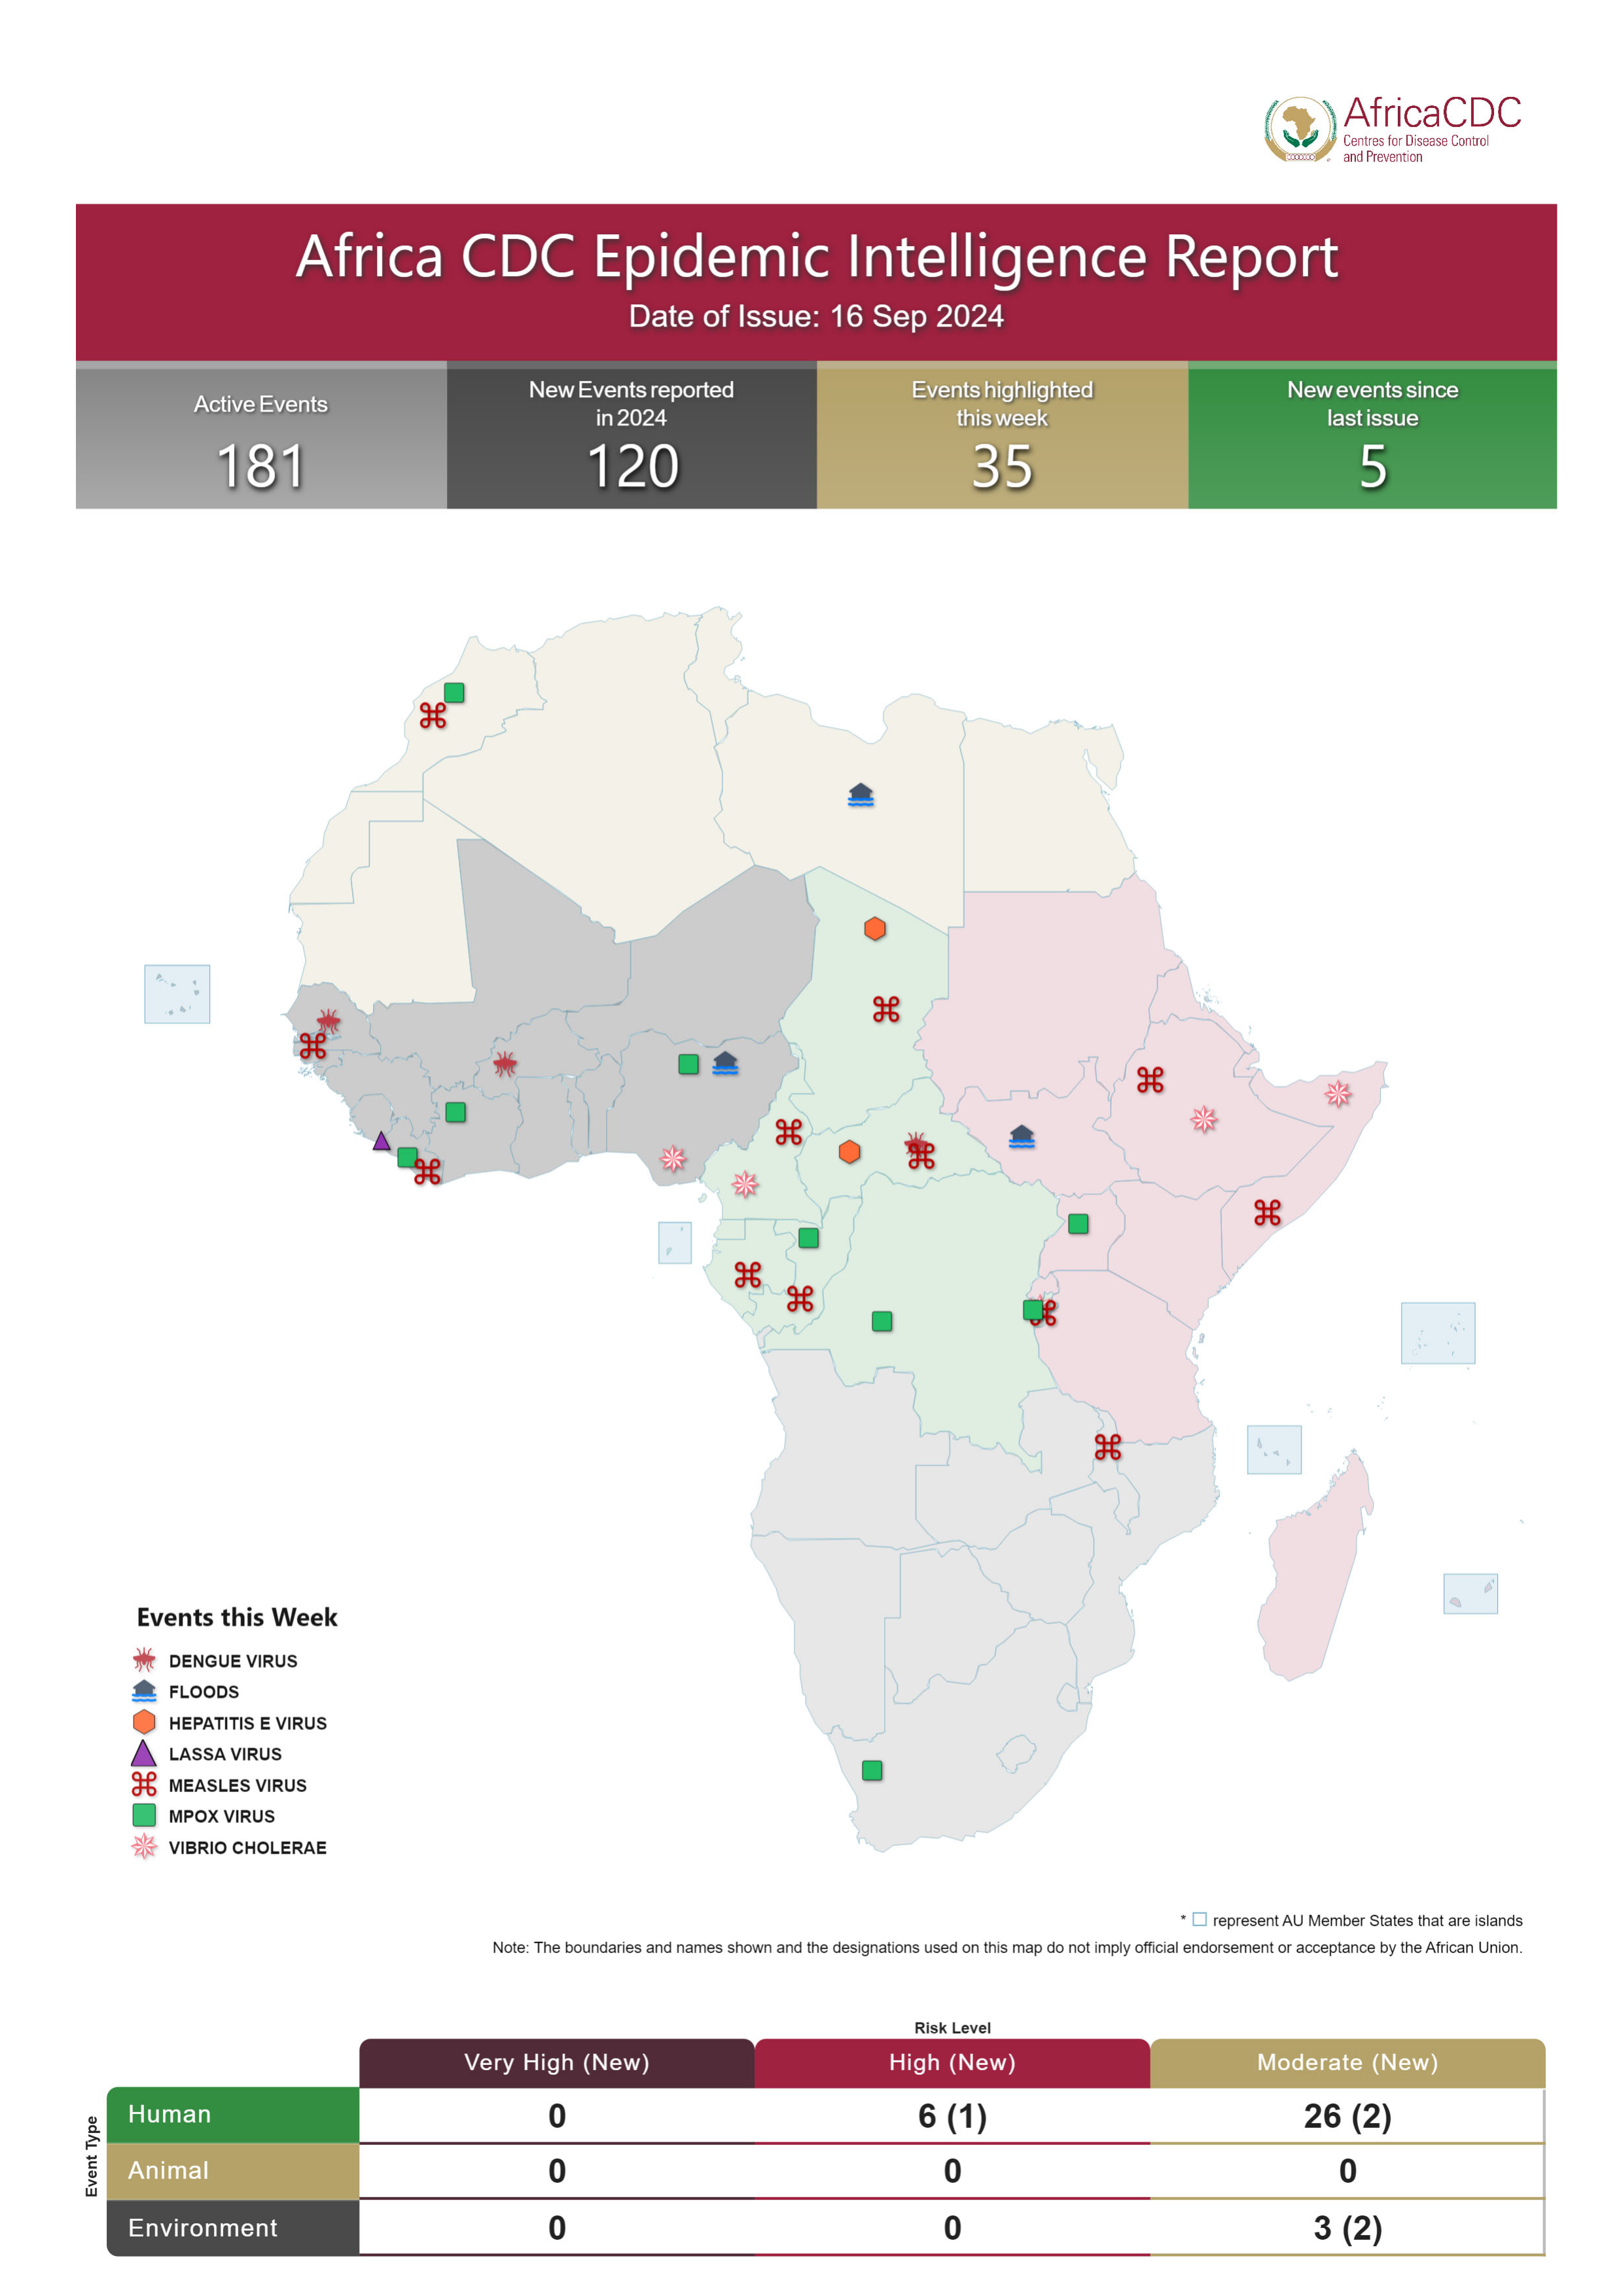 AfricaCDC
Centres for Disease Control
and Prevention
Africa CDC Epidemic Intelligence Report
Date of Issue: 16 Sep 2024
Active Events
181
New Events reported
in 2024
120
Events highlighted
this week
35
New events since
last issue
5
Events this Week
DENGUE VIRUS
FLOODS
HEPATITIS E VIRUS
LASSA VIRUS
MEASLES VIRUS
MPOX VIRUS
VIBRIO CHOLERAE
* represent AU Member States that are islands
Note: The boundaries and names shown and the designations used on this map do not imply official endorsement or acceptance by the African Union.
Risk Level
Very High (New) High (New) Moderate (New)
Event Type
Human 0 6 (1) 26 (2)
Animal 0 0 0
Environment 0 0 3 (2)